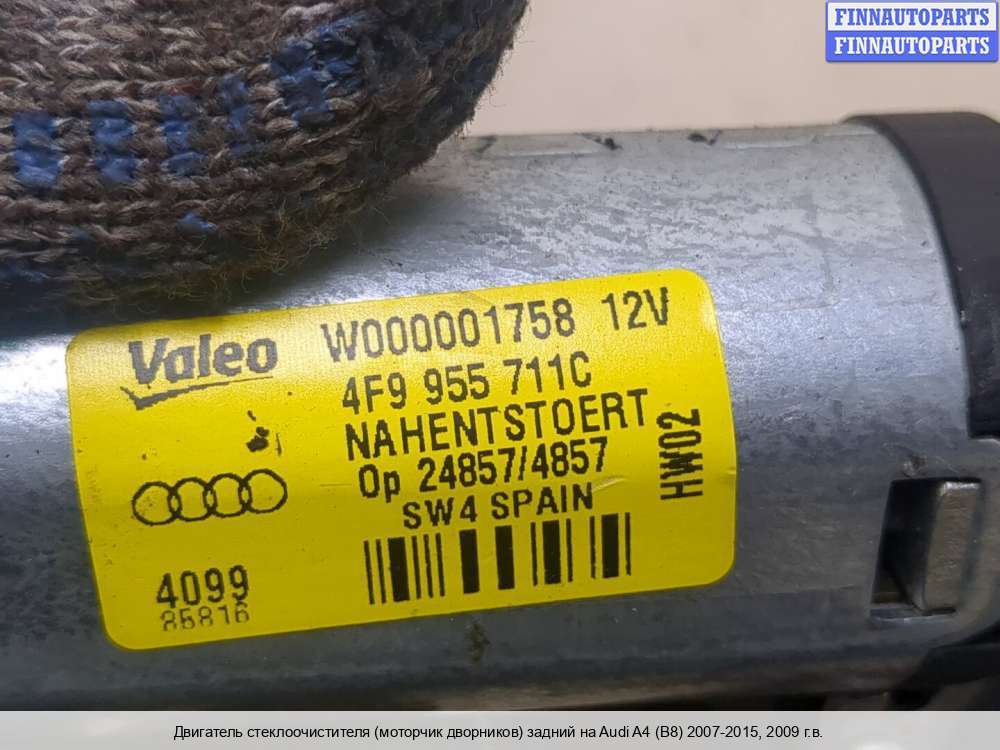 FINNAUTOPARTS
FINNAUTOPARTS
Valeo
W000001758 12V
4F9 955 711C
NAHENTSTOERT
Op 24857/4857
SW4 SPAIN
HW02
4099
85816
Двигатель стеклоочистителя (моторчик дворников) задний на Audi A4 (B8) 2007-2015, 2009 г.в.